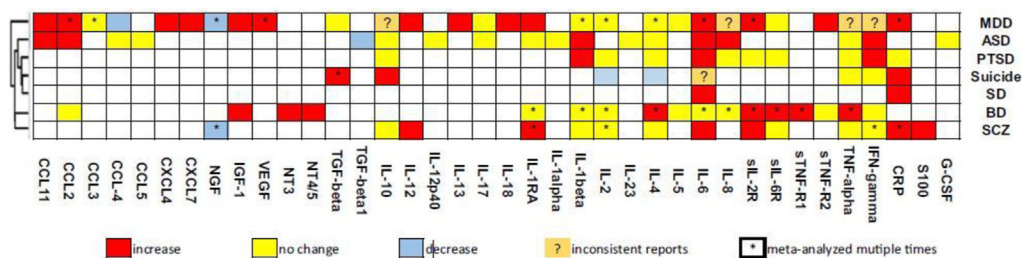 * * * * ? * * * * ? ? ? * MDD
ASD
PTSD
* ? Suicide
SD
* * * * * * * * * * BD
* * * * * * SCZ
CCL11
CCL2
CCL3
CCL-4
CCL5
CXCL4
CXCL7
NGF
IGF-1
VEGF
NT3
NT4/5
TGF-beta
TGF-beta1
IL-10
IL-12
IL-12p40
IL-13
IL-17
IL-18
IL-1RA
IL-1alpha
IL-1beta
IL-2
IL-23
IL-4
IL-5
IL-6
IL-8
sIL-2R
sIL-6R
sTNF-R1
sTNF-R2
TNF-alpha
IFN-gamma
CRP
S100
G-CSF
increase no change decrease ? inconsistent reports * meta-analyzed mutiple times